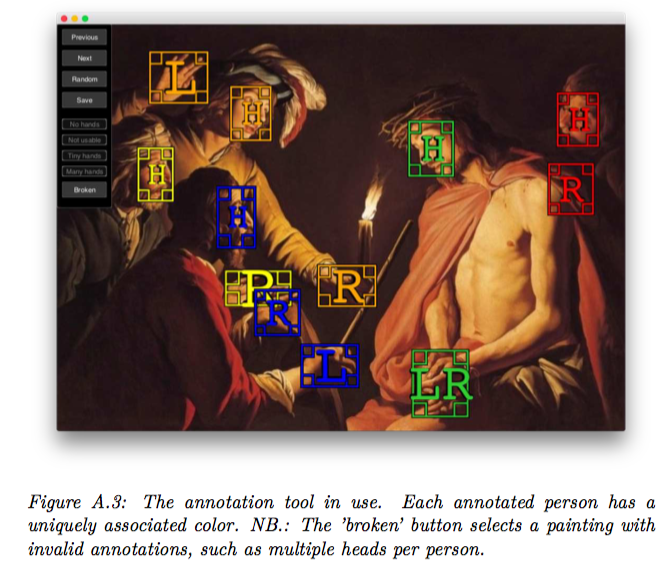 Previous
Next
Random
Save
No hands
Not usable
Tiny hands
Many hands
Broken
L
H
H
H
H
H
R
R
R
R
L
LR
Figure A.3: The annotation tool in use. Each annotated person has a
uniquely associated color. NB.: The 'broken' button selects a painting with
invalid annotations, such as multiple heads per person.